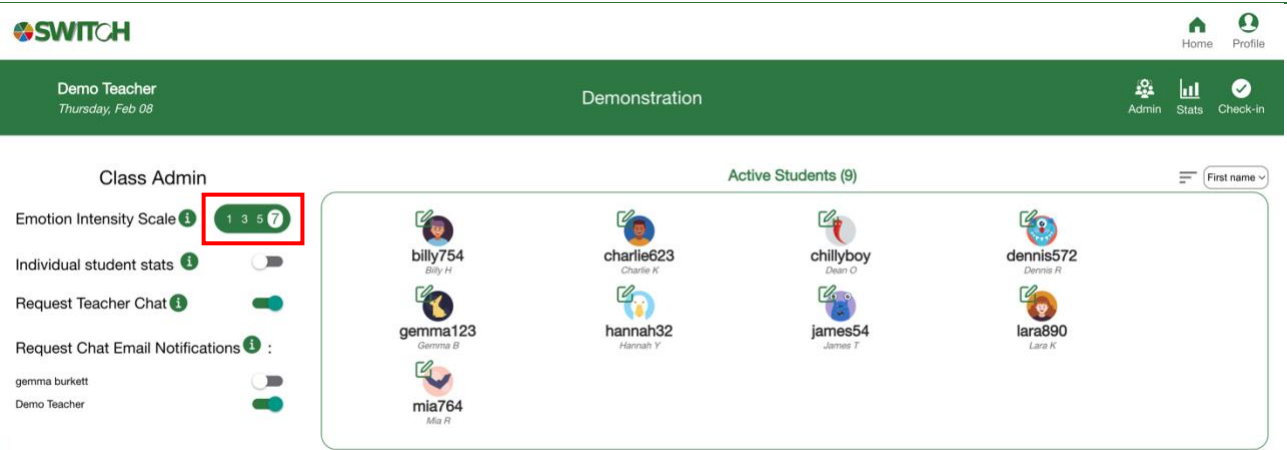 SWITCH
Home Profile
Demo Teacher
Thursday, Feb 08
Demonstration
Admin Stats Check-in
Class Admin
Emotion Intensity Scale i 1 3 5 7
Individual student stats i
Request Teacher Chat i
Request Chat Email Notifications i :
gemma burkett
Demo Teacher
Active Students (9)
First name
billy754 charlie623 chillyboy dennis572
Billy H Charlie K Dean O Dennis R
gemma123 hannah32 james54 lara890
Gemma B Hannah Y James T Lara K
mia764
Mia R